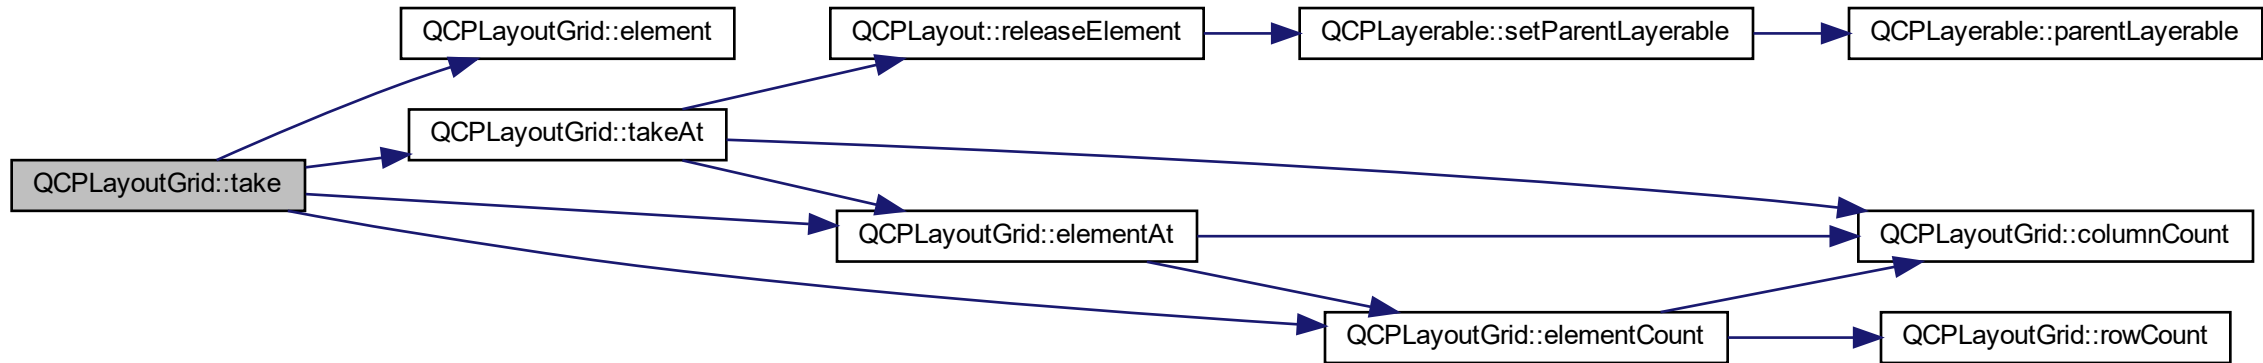 QCPLayoutGrid::element
QCPLayout::releaseElement
QCPLayerable::setParentLayerable
QCPLayerable::parentLayerable
QCPLayoutGrid::takeAt
QCPLayoutGrid::take
QCPLayoutGrid::elementAt
QCPLayoutGrid::columnCount
QCPLayoutGrid::elementCount
QCPLayoutGrid::rowCount